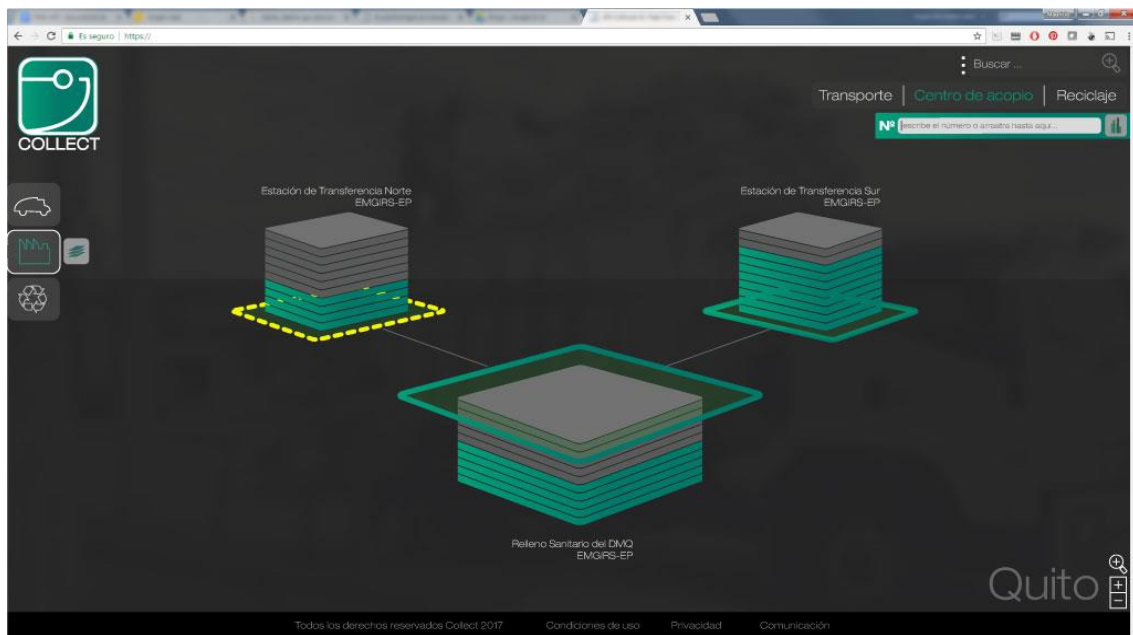 Es seguro | https://
Buscar ...
COLLECT
Transporte | Centro de acopio | Reciclaje
Nº escribe el número o arrastra hasta aquí...
Estación de Transferencia Norte
EMGIRS-EP
Estación de Transferencia Sur
EMGIRS-EP
Relleno Sanitario del DMQ
EMGIRS-EP
Quito
Todos los derechos reservados Collect 2017
Condiciones de uso
Privacidad
Comunicación